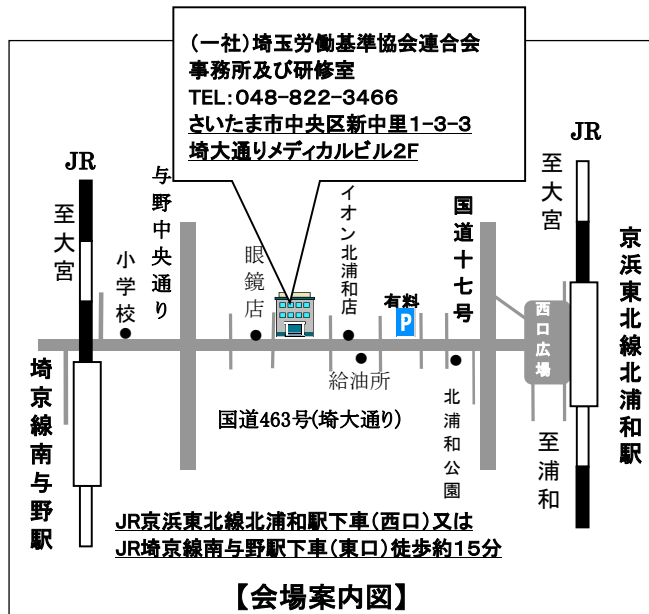 （一社）埼玉労働基準協会連合会
事務所及び研修室
TEL：048-822-3466
さいたま市中央区新中里1-3-3
埼大通りメディカルビル2F
JR
JR
至大宮
小学校
与野中央通り
眼鏡店
イオン北浦和店
有料
P
国道十七号
至大宮
京浜東北線北浦和駅
西口広場
給油所
北浦和公園
至浦和
埼京線南与野駅
国道463号(埼大通り)
JR京浜東北線北浦和駅下車（西口）又は
JR埼京線南与野駅下車（東口）徒歩約15分
【会場案内図】